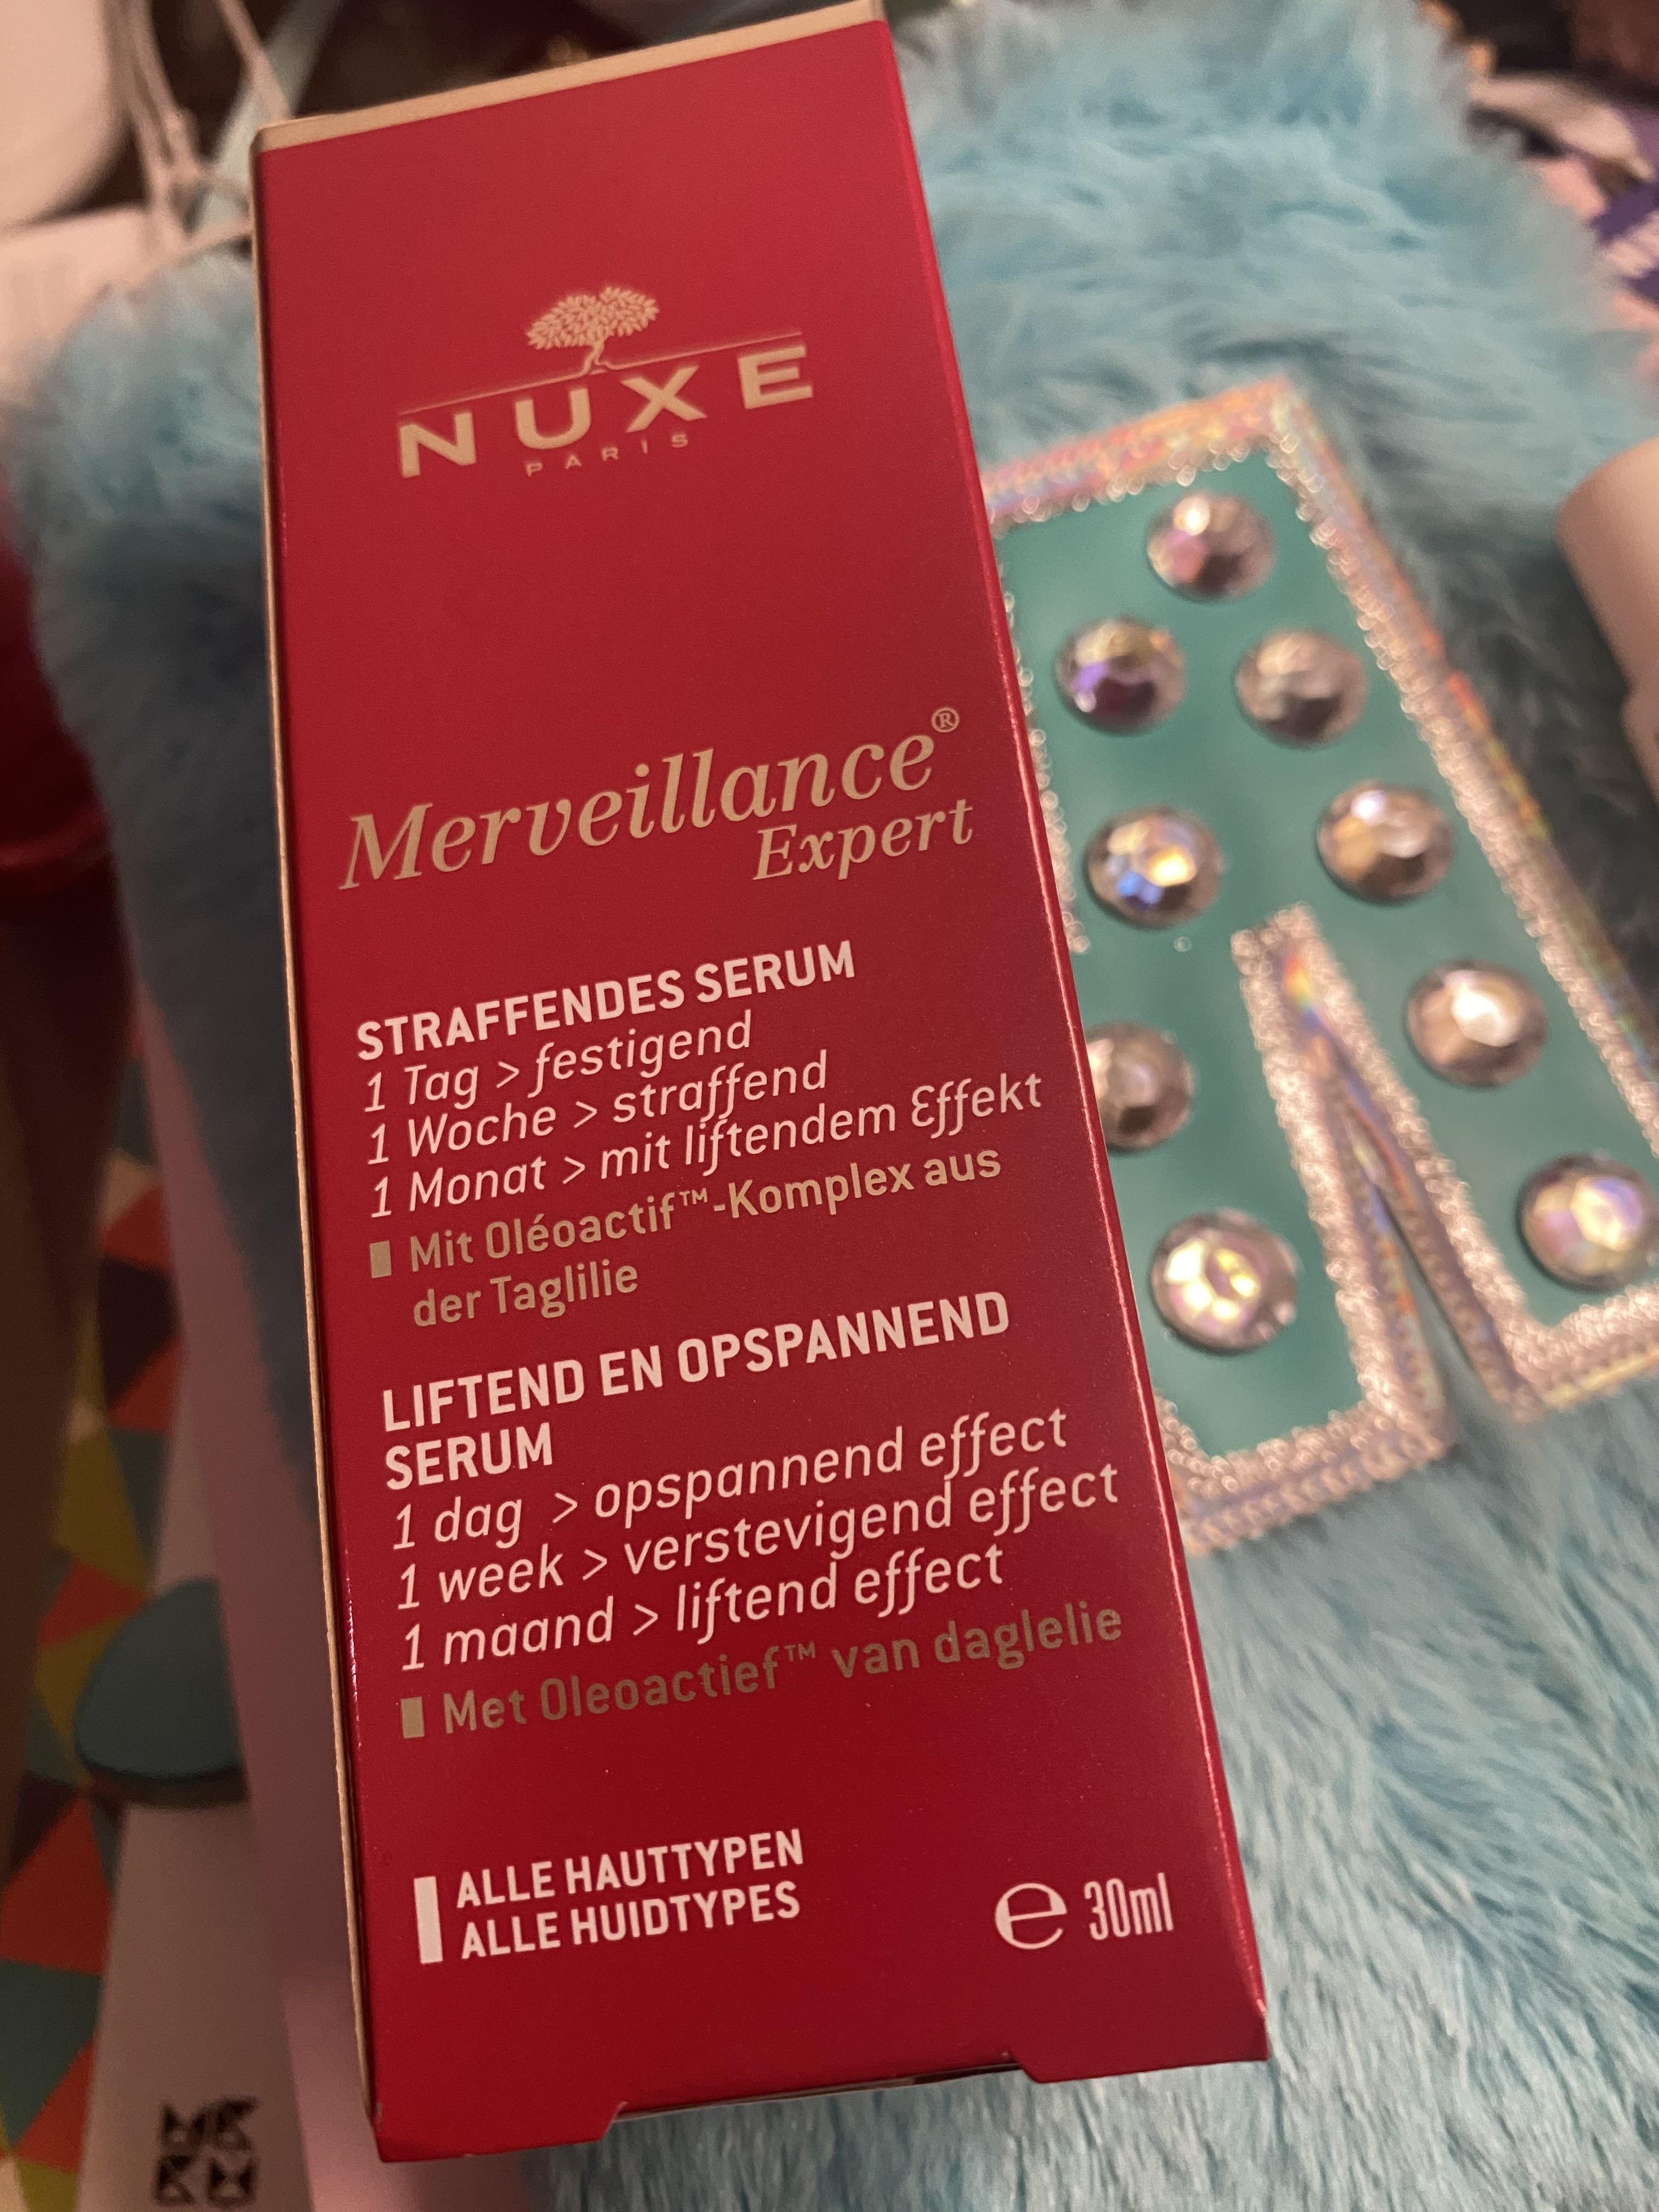 NUXE
PARIS
Merveillance®
Expert
STRAFFENDES SERUM
1 Tag > festigend
1 Woche > straffend
1 Monat > mit liftendem Effekt
Mit Oléoactif™-Komplex aus
der Taglilie
LIFTEND EN OPSPANNEND
SERUM
1 dag > opspannend effect
1 week > verstevigend effect
1 maand > liftend effect
Met Oleoactief™ van daglelie
ALLE HAUTTYPEN
ALLE HUIDTYPES
℮ 30ml